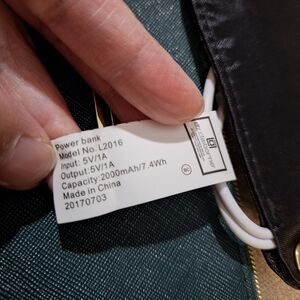 Power bank
Model No.:L2016
Input: 5V/1A
Output:5V/1A
Capacity:2000mAh/7.4Wh
Made in China
20170703